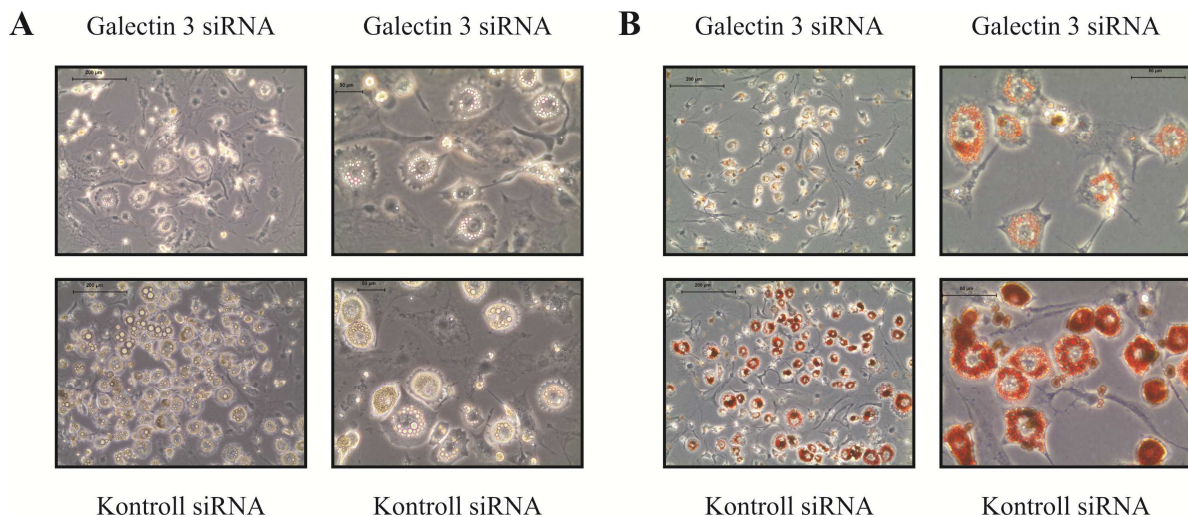 A Galectin 3 siRNA Galectin 3 siRNA B Galectin 3 siRNA Galectin 3 siRNA
200 µm 50 µm 200 µm 50 µm
200 µm 50 µm 200 µm 50 µm
Kontroll siRNA Kontroll siRNA Kontroll siRNA Kontroll siRNA